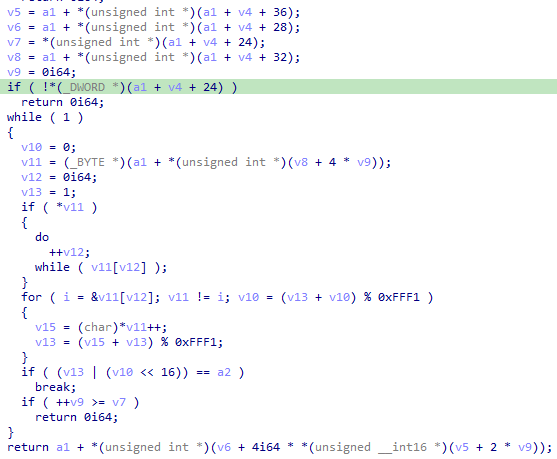 v5 = a1 + *(unsigned int *)(a1 + v4 + 36);
v6 = a1 + *(unsigned int *)(a1 + v4 + 28);
v7 = *(unsigned int *)(a1 + v4 + 24);
v8 = a1 + *(unsigned int *)(a1 + v4 + 32);
v9 = 0i64;
if ( !*(_DWORD *)(a1 + v4 + 24) )
  return 0i64;
while ( 1 )
{
  v10 = 0;
  v11 = (_BYTE *)(a1 + *(unsigned int *)(v8 + 4 * v9));
  v12 = 0i64;
  v13 = 1;
  if ( *v11 )
  {
    do
      ++v12;
    while ( v11[v12] );
  }
  for ( i = &v11[v12]; v11 != i; v10 = (v13 + v10) % 0xFFF1 )
  {
    v15 = (char)*v11++;
    v13 = (v15 + v13) % 0xFFF1;
  }
  if ( (v13 | (v10 << 16)) == a2 )
    break;
  if ( ++v9 >= v7 )
    return 0i64;
}
return a1 + *(unsigned int *)(v6 + 4i64 * *(unsigned __int16 *)(v5 + 2 * v9));